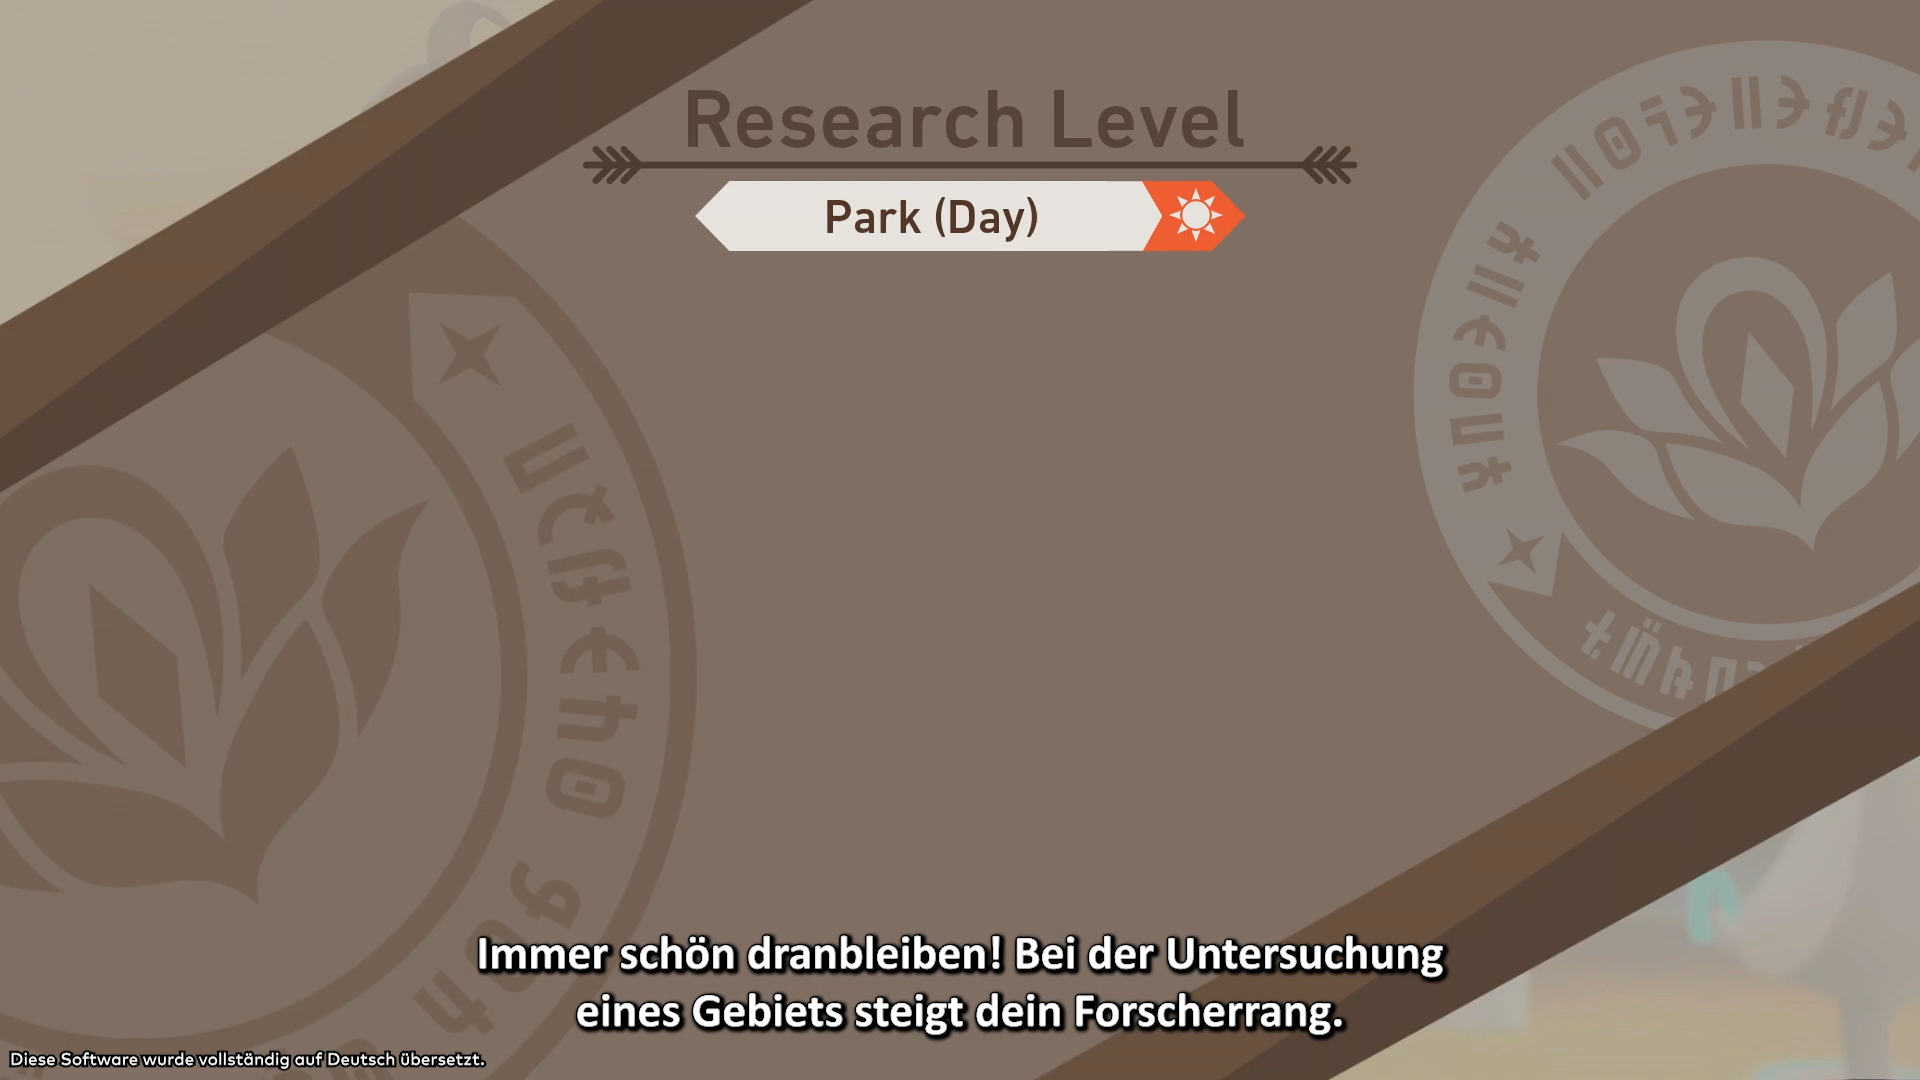 Research Level
Park (Day)
Immer schön dranbleiben! Bei der Untersuchung
eines Gebiets steigt dein Forscherrang.
Diese Software wurde vollständig auf Deutsch übersetzt.